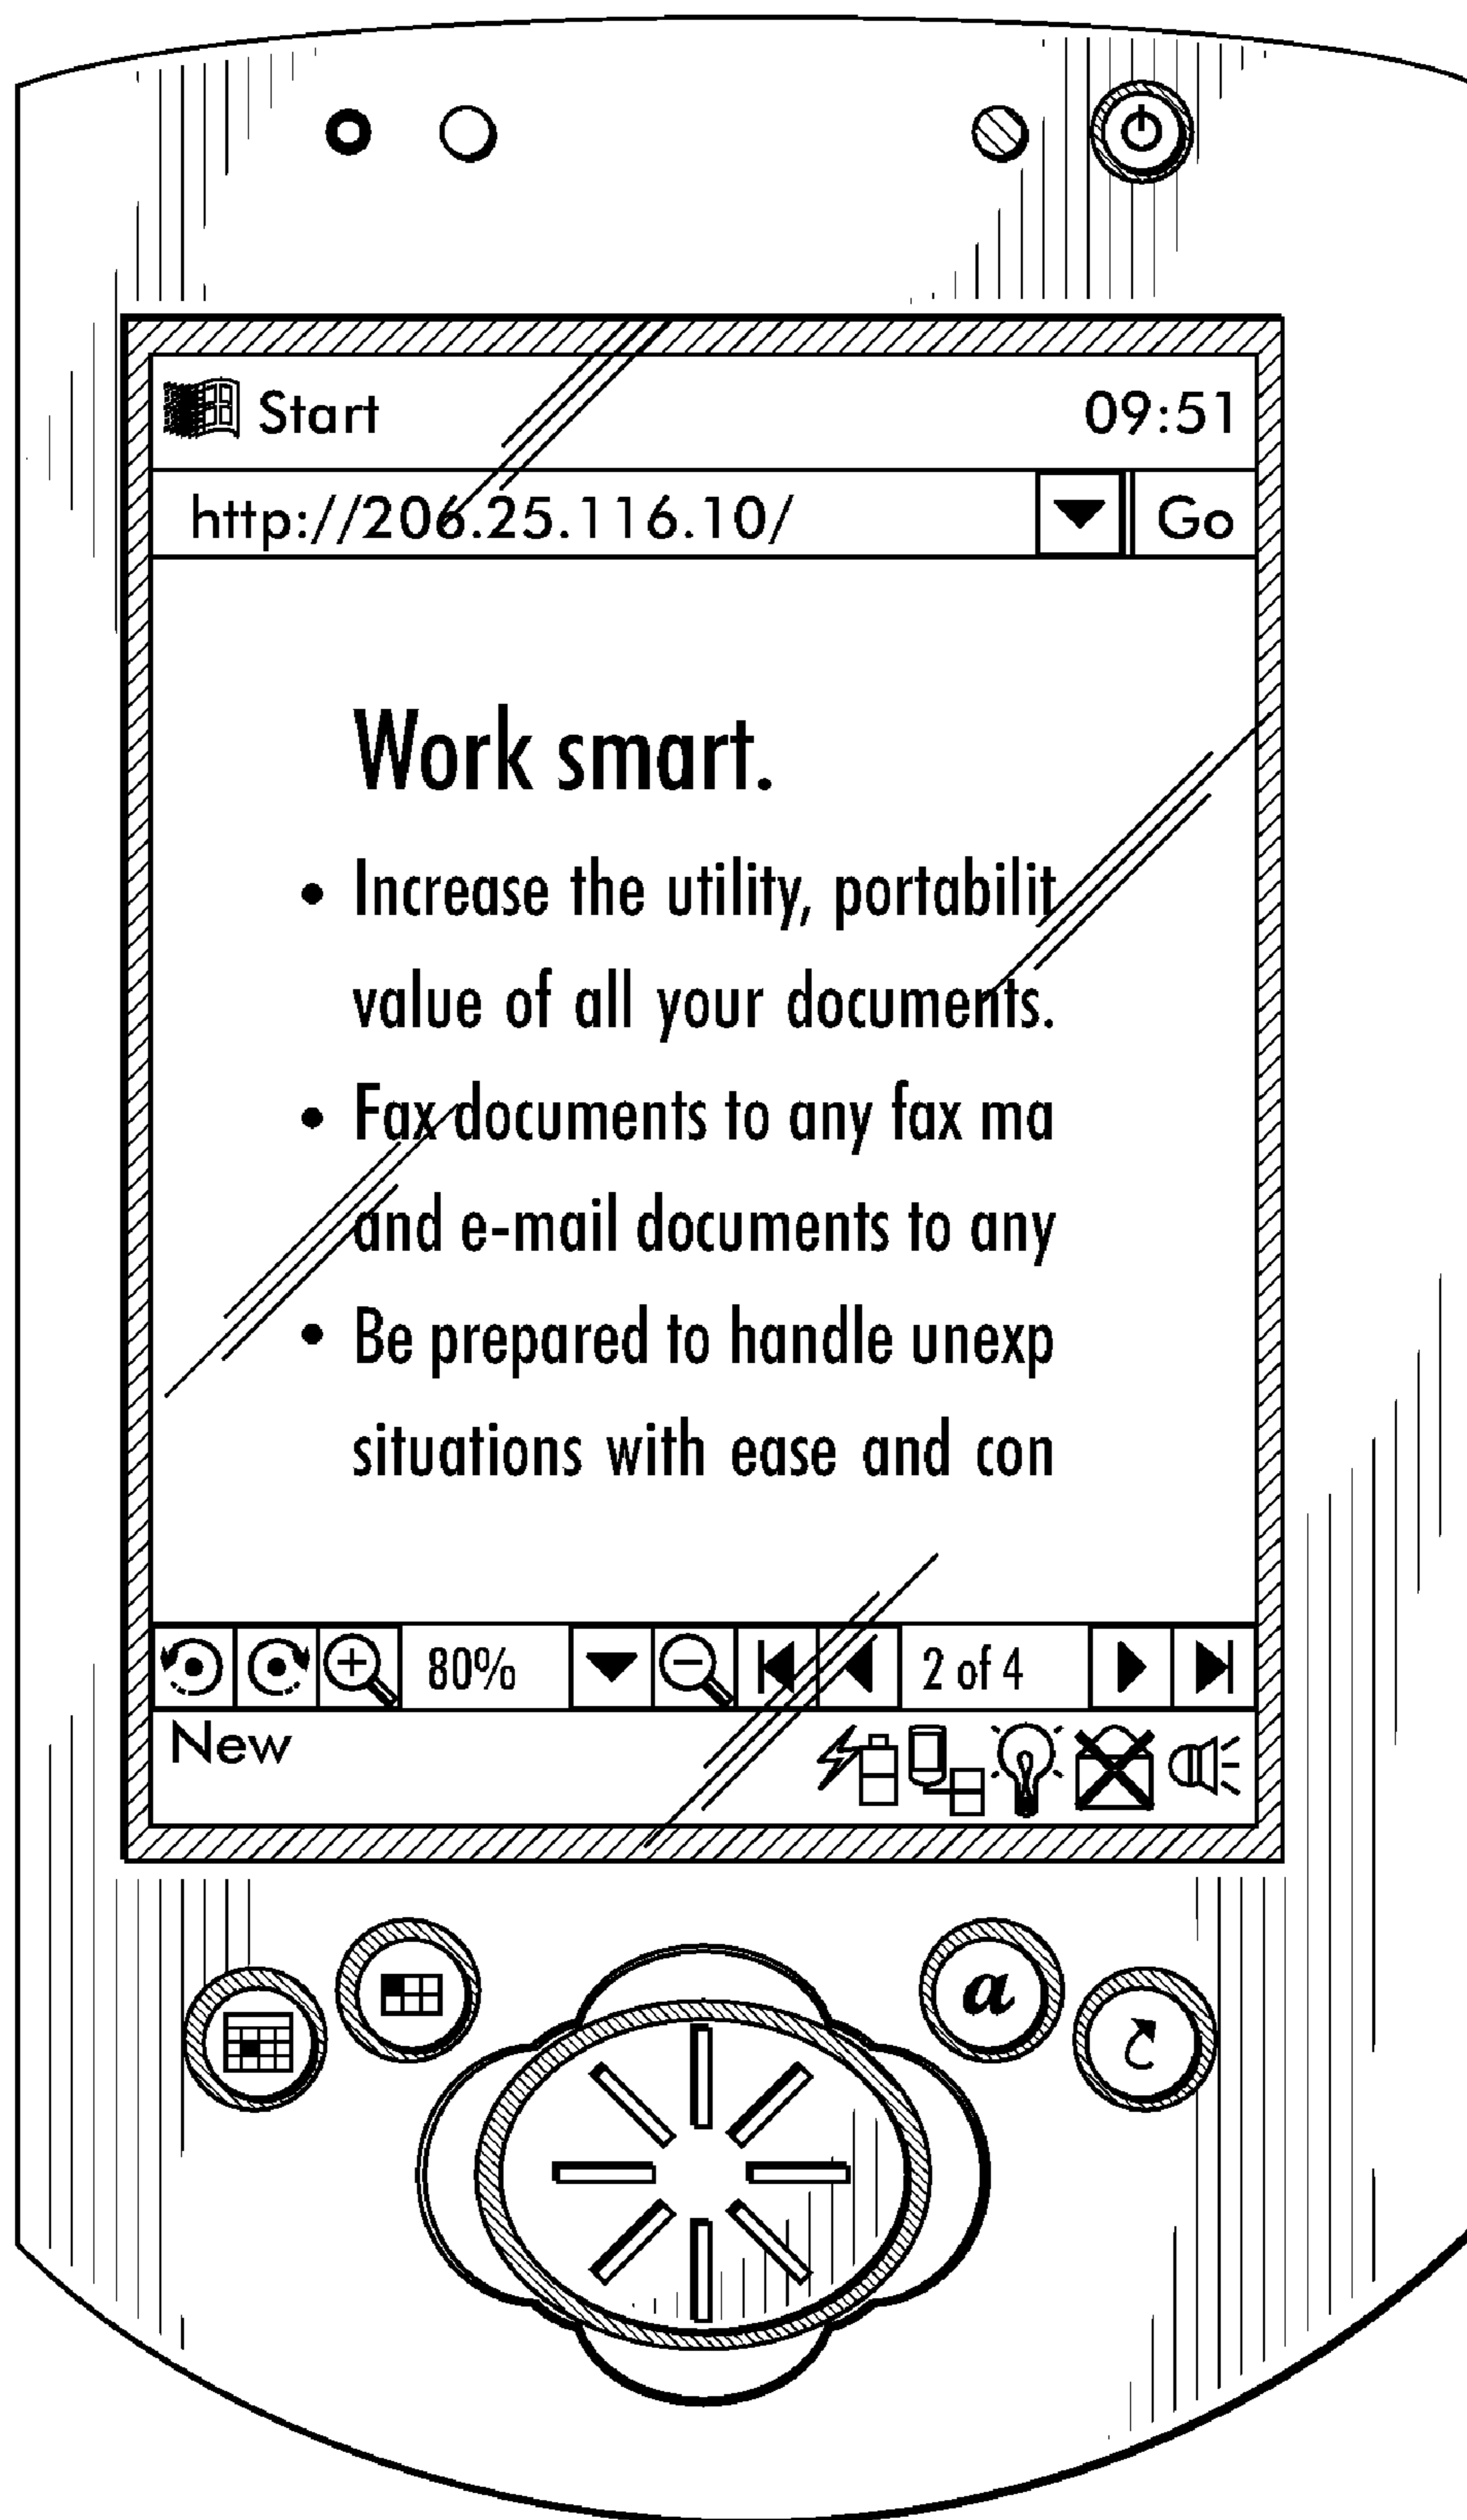 Start 09:51
http://206.25.116.10/ Go
Work smart.
• Increase the utility, portabilit
value of all your documents.
• Fax documents to any fax ma
and e-mail documents to any
• Be prepared to handle unexp
situations with ease and con
80% 2 of 4
New
a